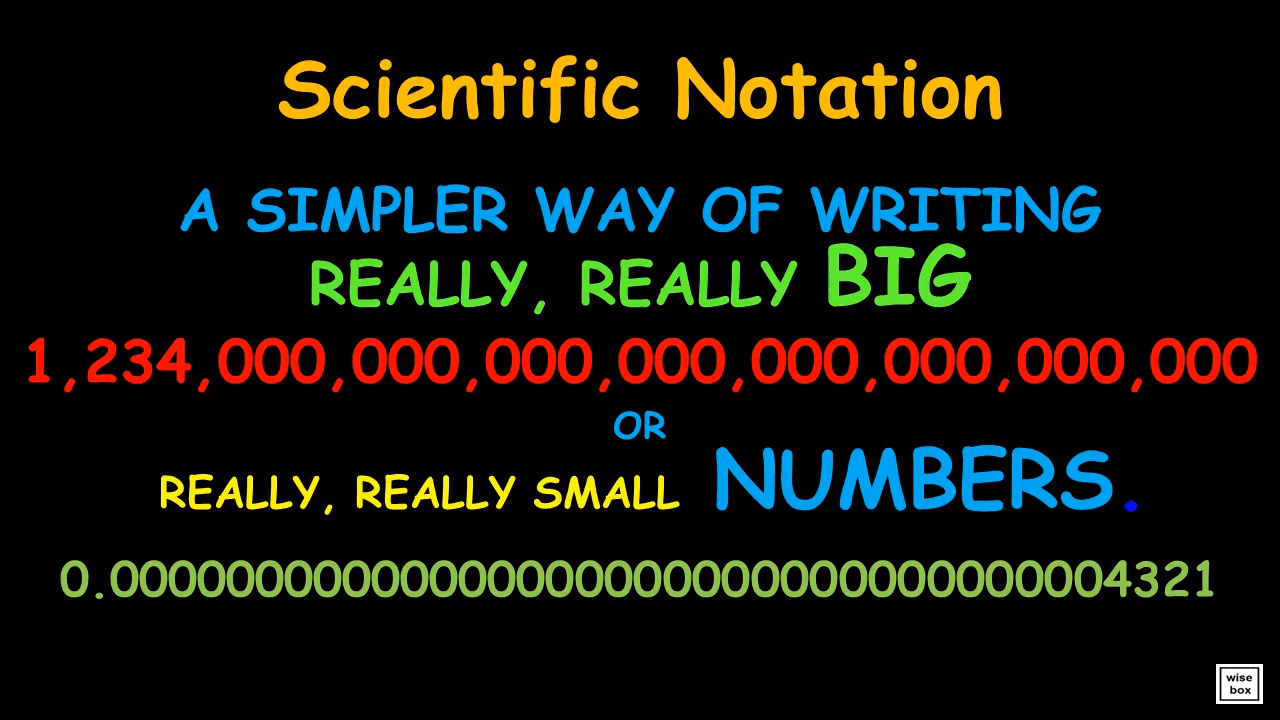 Scientific Notation
A SIMPLER WAY OF WRITING
REALLY, REALLY BIG
1,234,000,000,000,000,000,000,000,000
OR
REALLY, REALLY SMALL NUMBERS.
0.00000000000000000000000000000000004321
wise
box